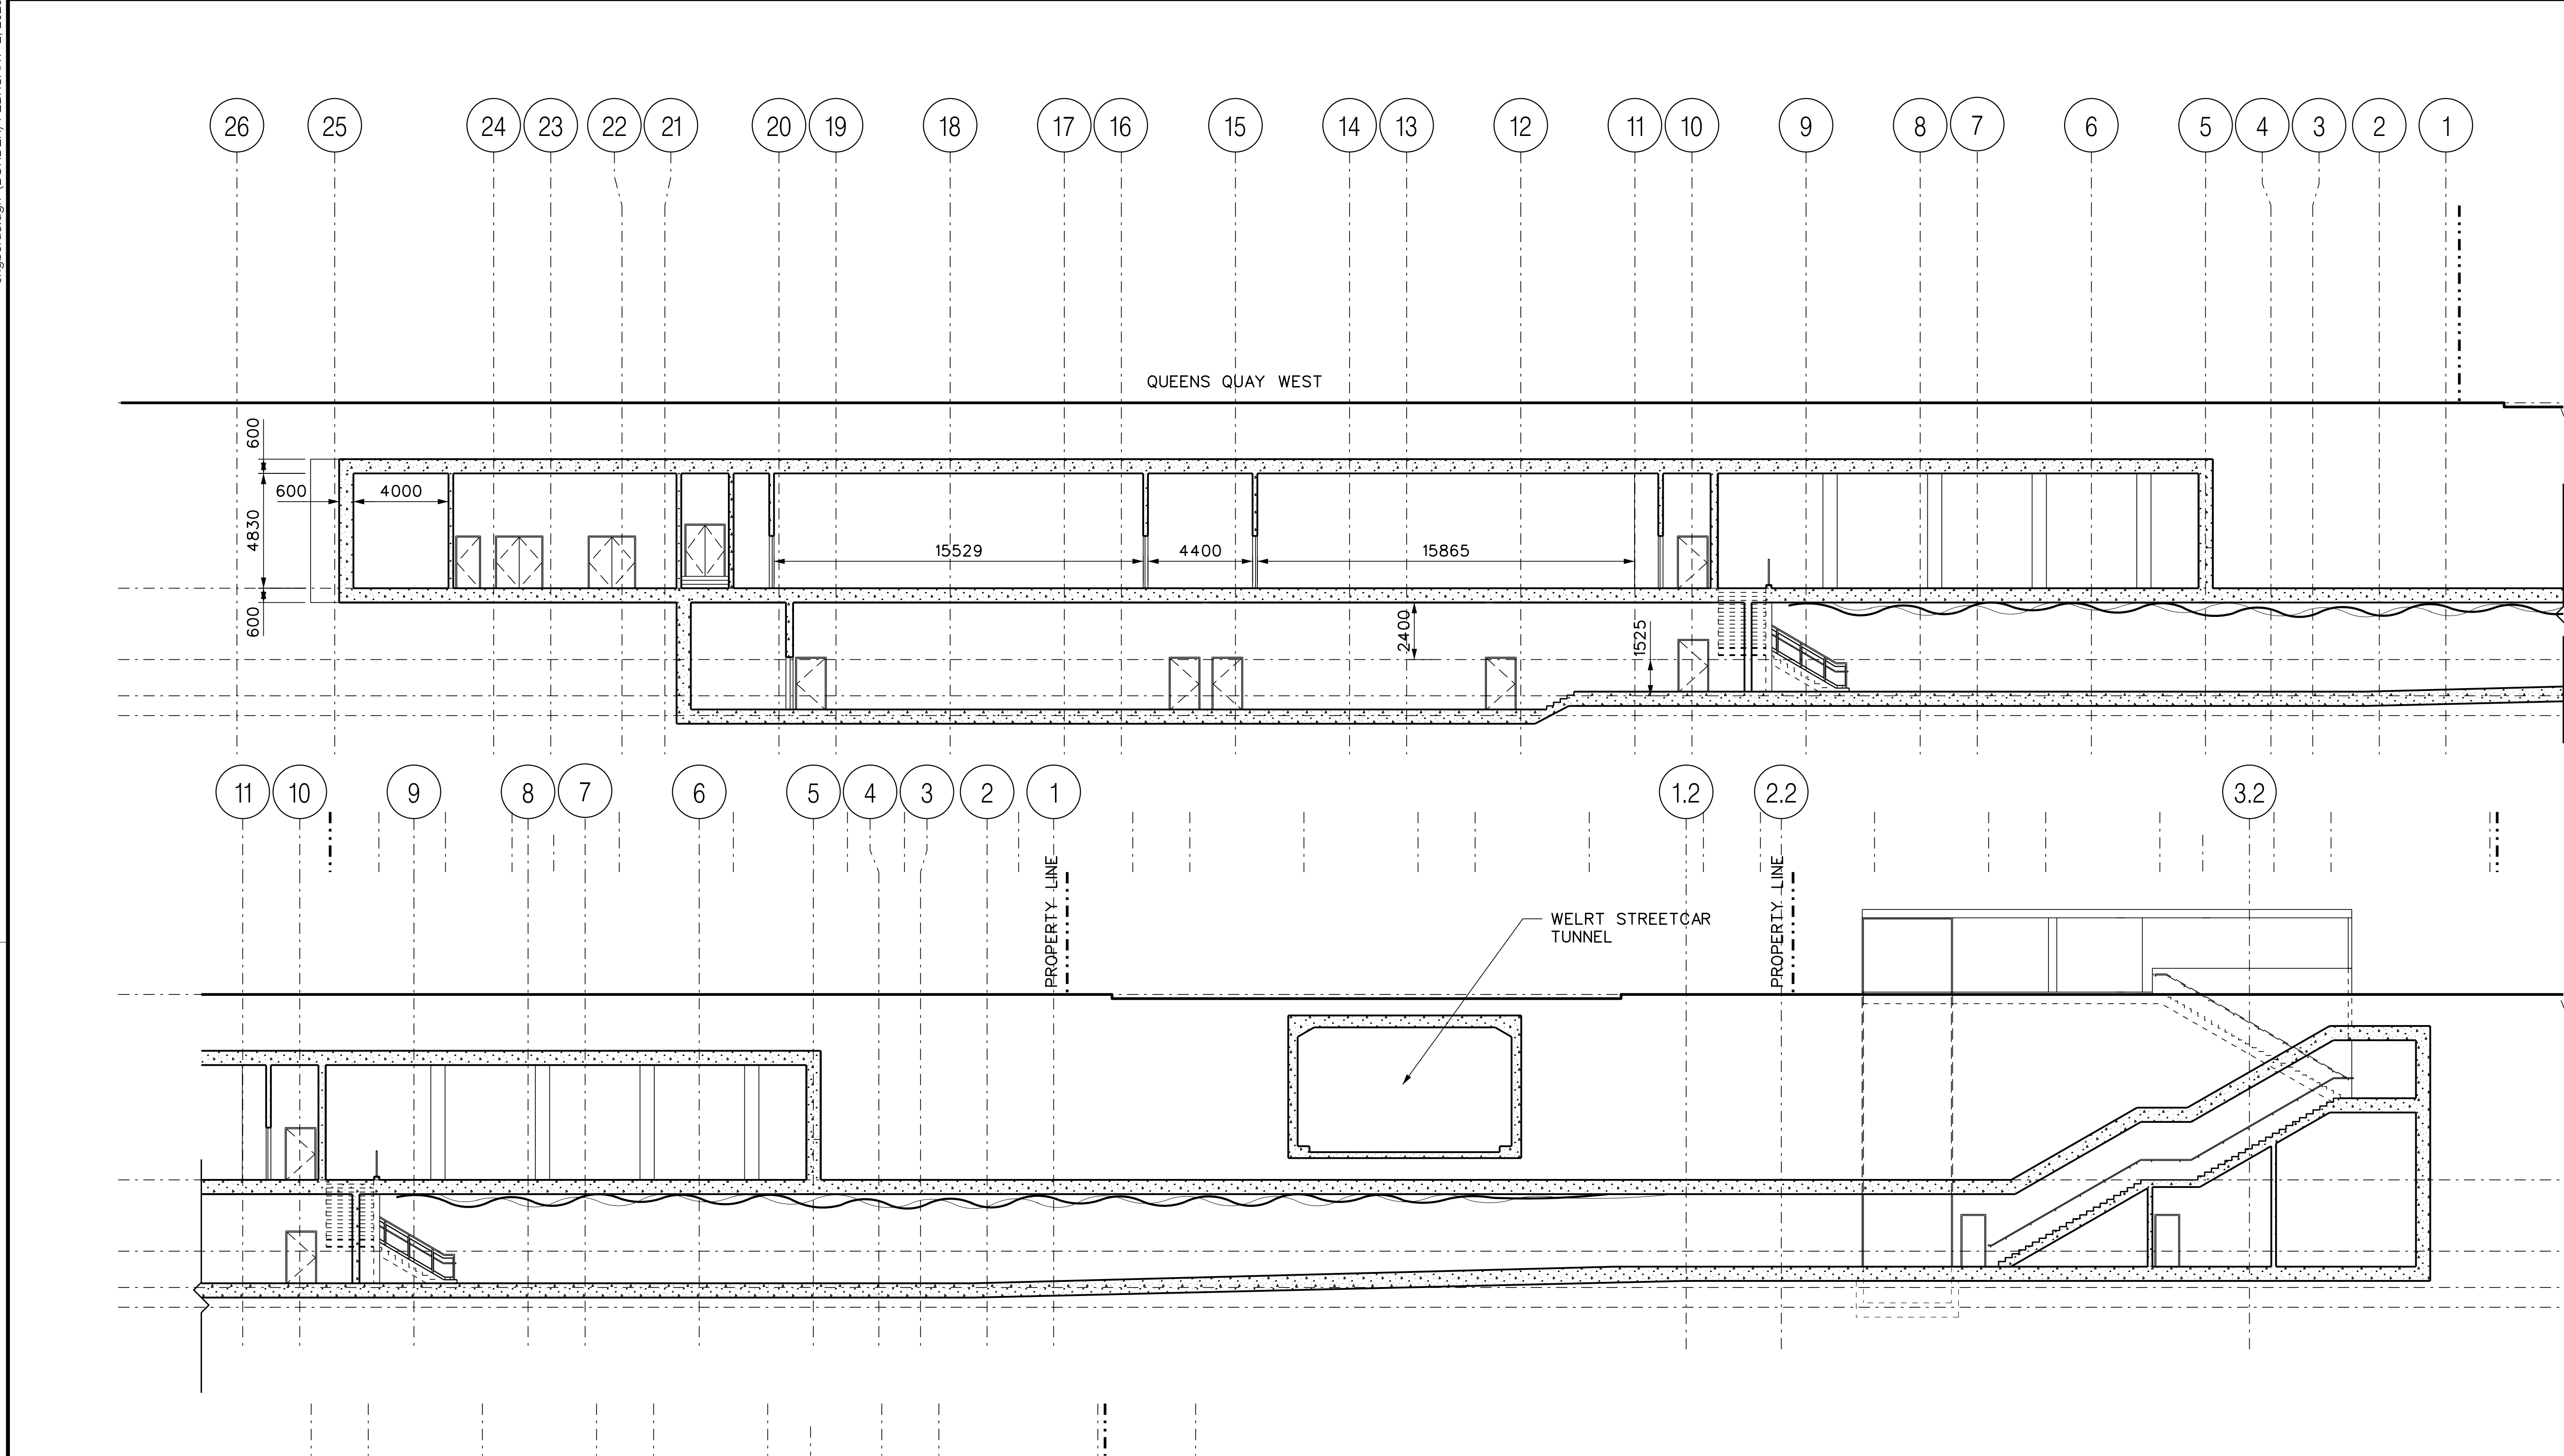 26 25 24 23 22 21 20 19 18 17 16 15 14 13 12 11 10 9 8 7 6 5 4 3 2 1
QUEENS QUAY WEST
600
600 4000
4830
15529 4400 15865
600
2400
1525
11 10 9 8 7 6 5 4 3 2 1 1.2 2.2 3.2
PROPERTY LINE
PROPERTY LINE
WELRT STREETCAR
TUNNEL